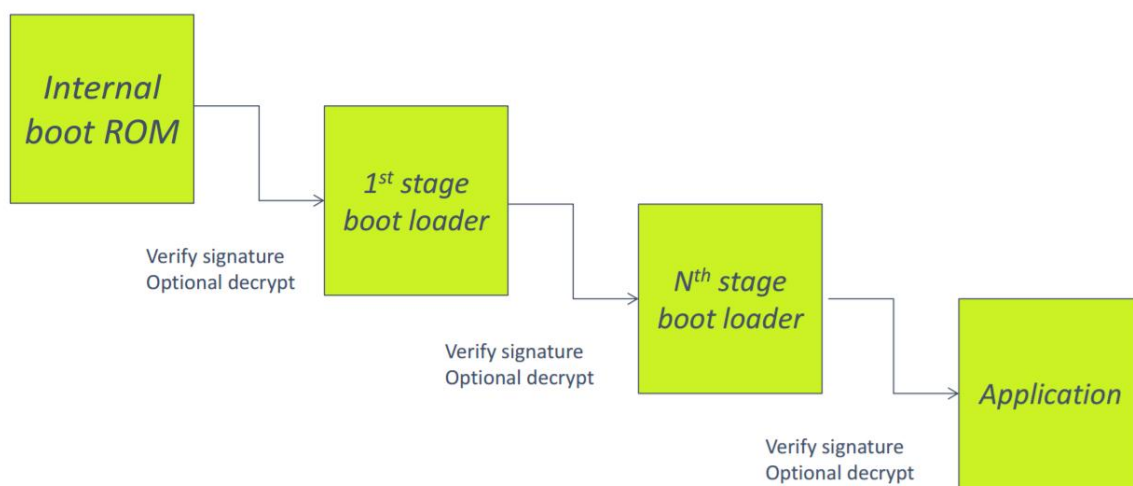 Internal
boot ROM
1st stage
boot loader
Verify signature
Optional decrypt
Nth stage
boot loader
Verify signature
Optional decrypt
Application
Verify signature
Optional decrypt